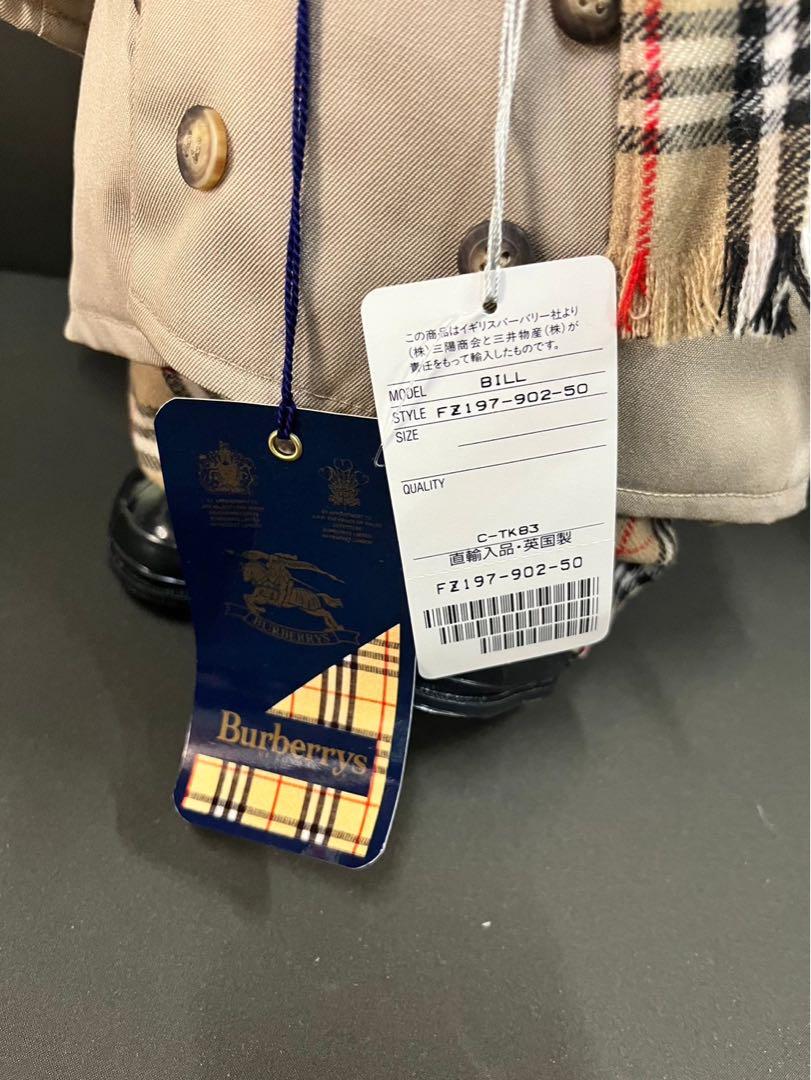 この商品はイギリスバーバリー社より
(株)三陽商会と三井物産(株)が
責任をもって輸入したものです。
MODEL BILL
STYLE FZ197-902-50
SIZE
QUALITY
C-TK83
直輸入品・英国製
FZ197-902-50
BURBERRYS
Burberrys